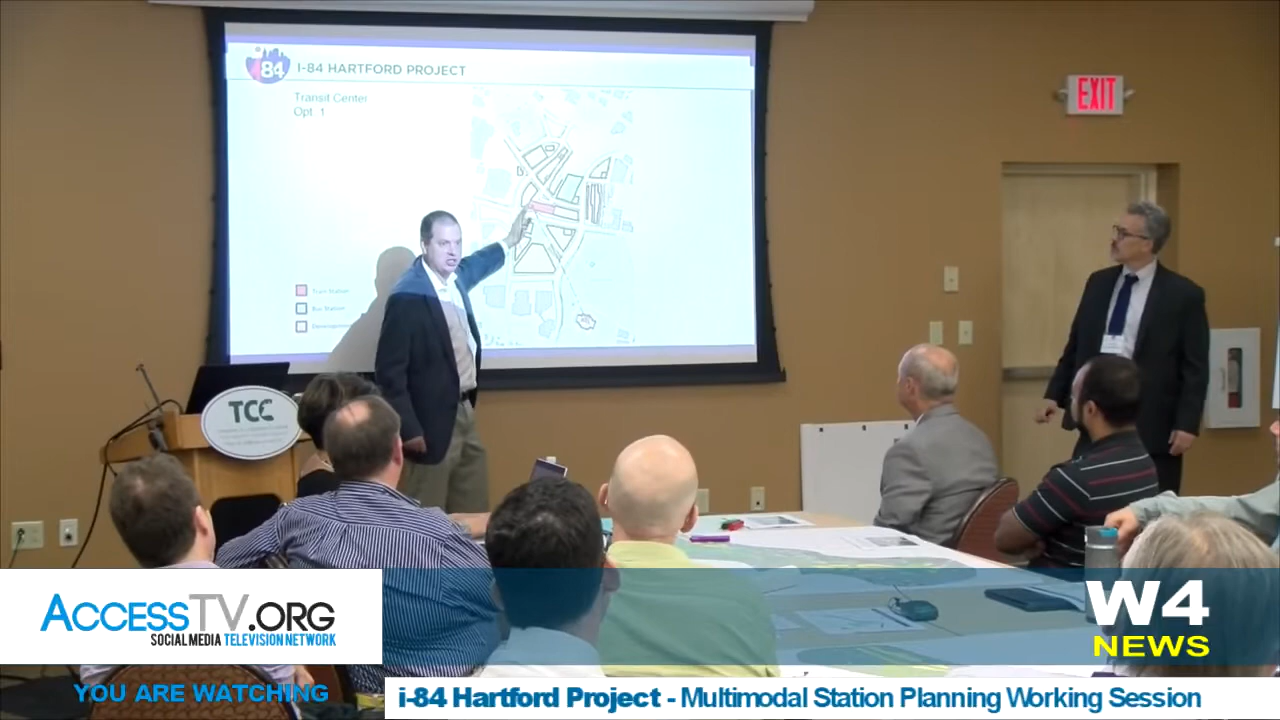 84
I-84 HARTFORD PROJECT
Transit Center
Opt. 1
Train Station
Bus Station
EXIT
TCC
ACCESSTV.ORG
SOCIAL MEDIA TELEVISION NETWORK
W4
NEWS
YOU ARE WATCHING
i-84 Hartford Project - Multimodal Station Planning Working Session